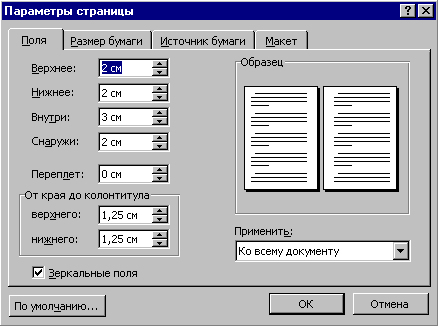 Параметры страницы
Поля Размер бумаги Источник бумаги Макет
Верхнее: 2 см
Нижнее: 2 см
Внутри: 3 см
Снаружи: 2 см
Переплет: 0 см
От края до колонтитула
верхнего: 1,25 см
нижнего: 1,25 см
Зеркальные поля
Образец
Применить:
Ко всему документу
По умолчанию... ОК Отмена